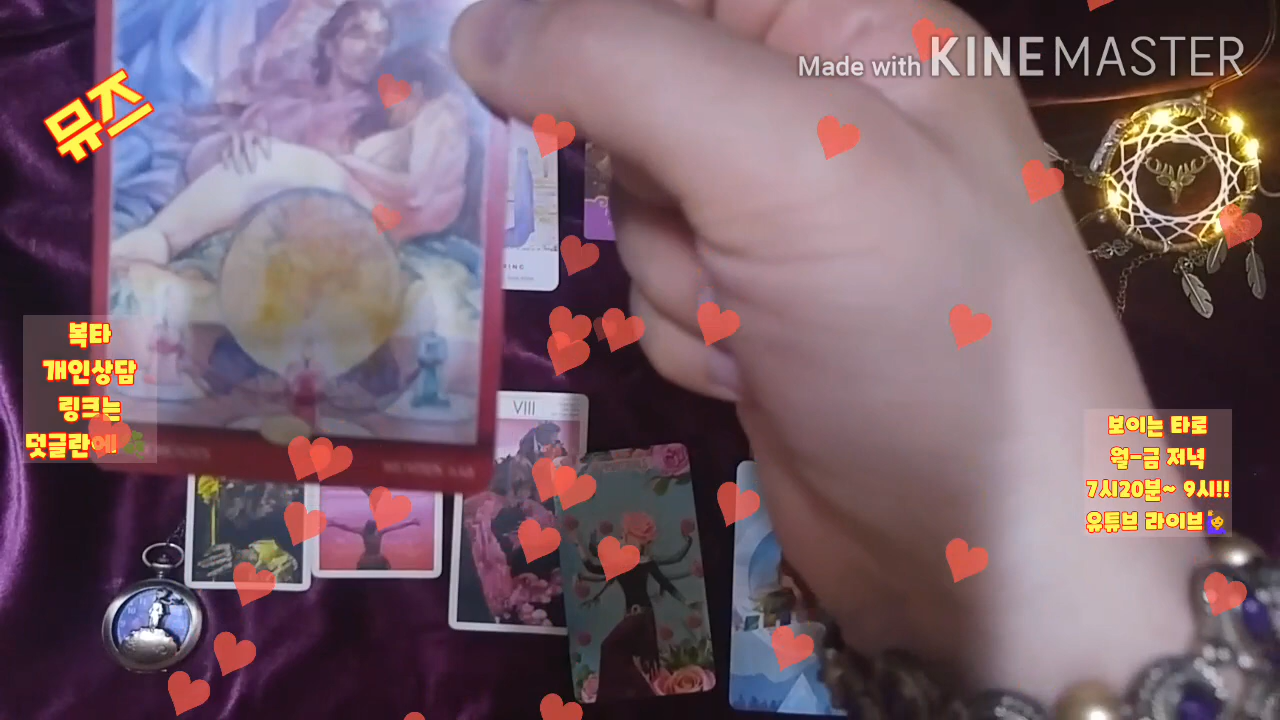 Made with KINEMASTER
뮤즈
복타
개인상담
링크는
덧글란에🍀
보이는 타로
월-금 저녁
7시20분~ 9시!!
유튜브 라이브🙋‍♀️
VIII